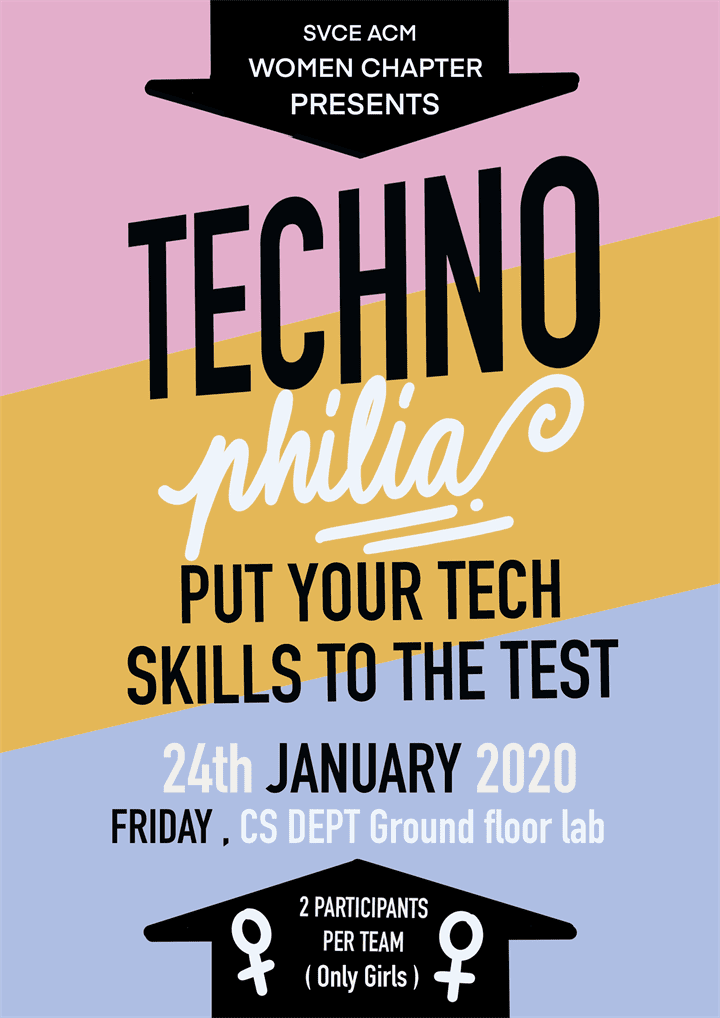 SVCE ACM
WOMEN CHAPTER
PRESENTS
TECHNO
philia
PUT YOUR TECH
SKILLS TO THE TEST
24th JANUARY 2020
FRIDAY , CS DEPT Ground floor lab
2 PARTICIPANTS
PER TEAM
( Only Girls )